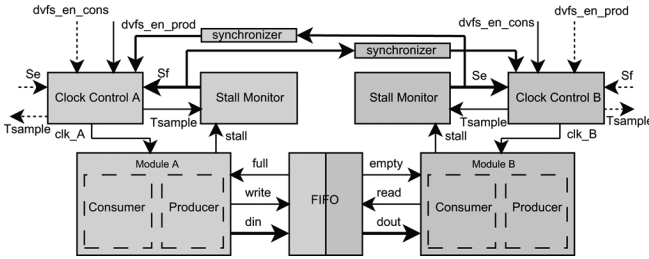 dvfs_en_cons
dvfs_en_prod
synchronizer
synchronizer
dvfs_en_cons
dvfs_en_prod
Se
Clock Control A
Sf
Stall Monitor
Stall Monitor
Se
Clock Control B
Sf
Tsample
Tsample
Tsample
Tsample
clk_A
stall
stall
clk_B
Module A
Consumer
Producer
full
write
din
FIFO
empty
read
dout
Module B
Consumer
Producer